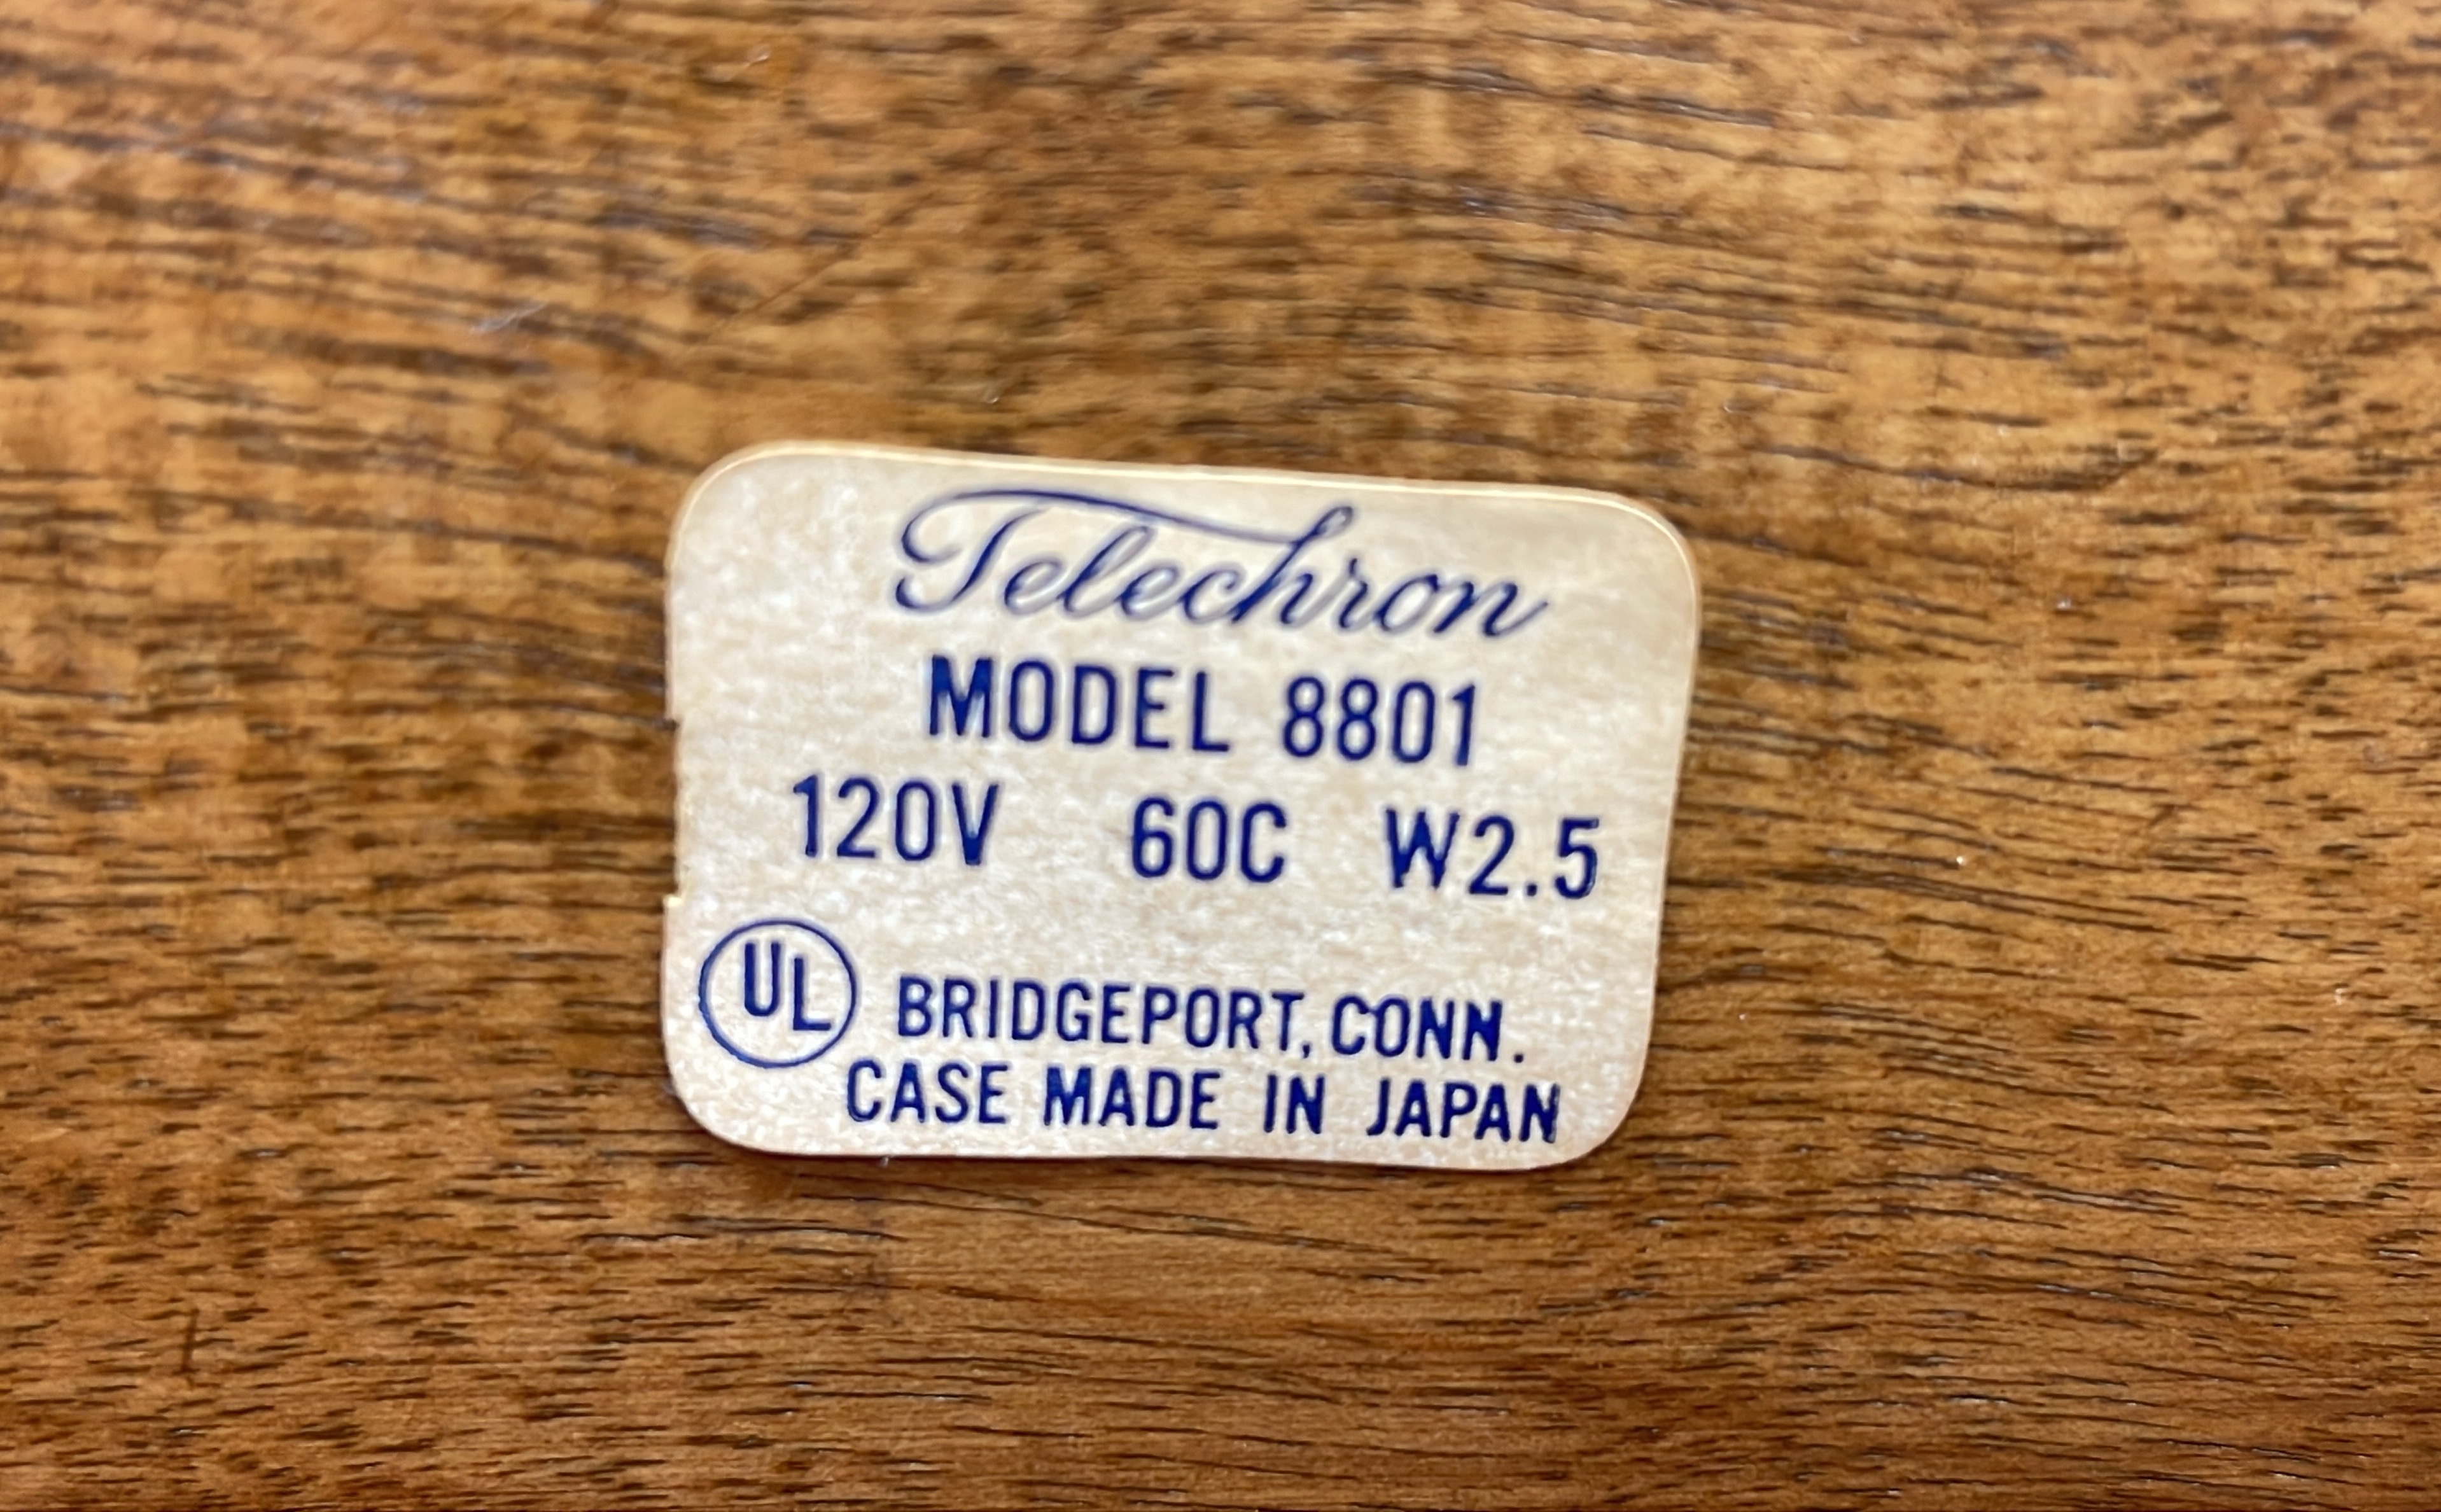 Telechron
MODEL 8801
120V 60C W2.5
UL BRIDGEPORT, CONN.
CASE MADE IN JAPAN